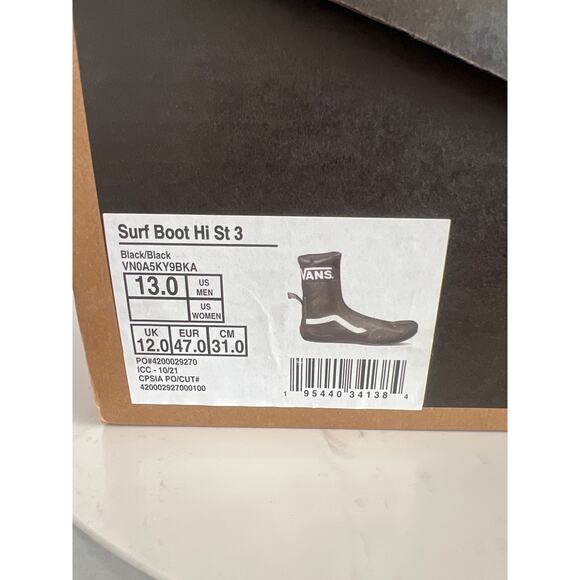 Surf Boot Hi St 3
Black/Black
VN0A5KY9BKA
13.0 US MEN
US WOMEN
UK EUR CM
12.0 47.0 31.0
PO#4200029270
ICC - 10/21
CPSIA PO/CUT#
420002927000100
VANS
1 95440 34138 4